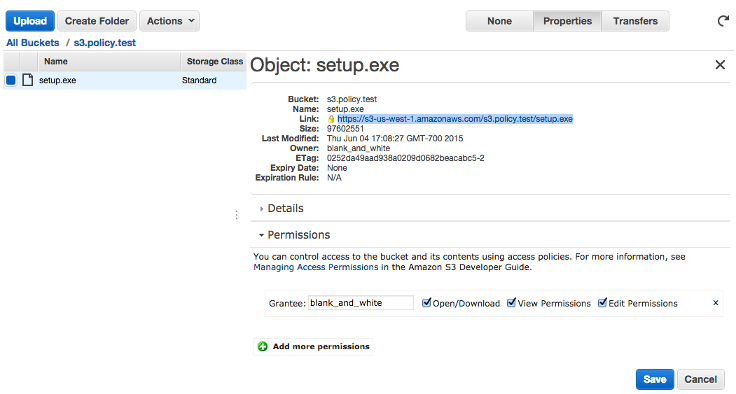 Upload Create Folder Actions None Properties Transfers
All Buckets / s3.policy.test
Name Storage Class
setup.exe Standard
Object: setup.exe
Bucket: s3.policy.test
Name: setup.exe
Link: https://s3-us-west-1.amazonaws.com/s3.policy.test/setup.exe
Size: 97602551
Last Modified: Thu Jun 04 17:08:27 GMT-700 2015
Owner: blank_and_white
ETag: 0252da49aad938a0209d0682beacabc5-2
Expiry Date: None
Expiration Rule: N/A
Details
Permissions
You can control access to the bucket and its contents using access policies. For more information, see
Managing Access Permissions in the Amazon S3 Developer Guide.
Grantee: blank_and_white Open/Download View Permissions Edit Permissions x
Add more permissions
Save Cancel